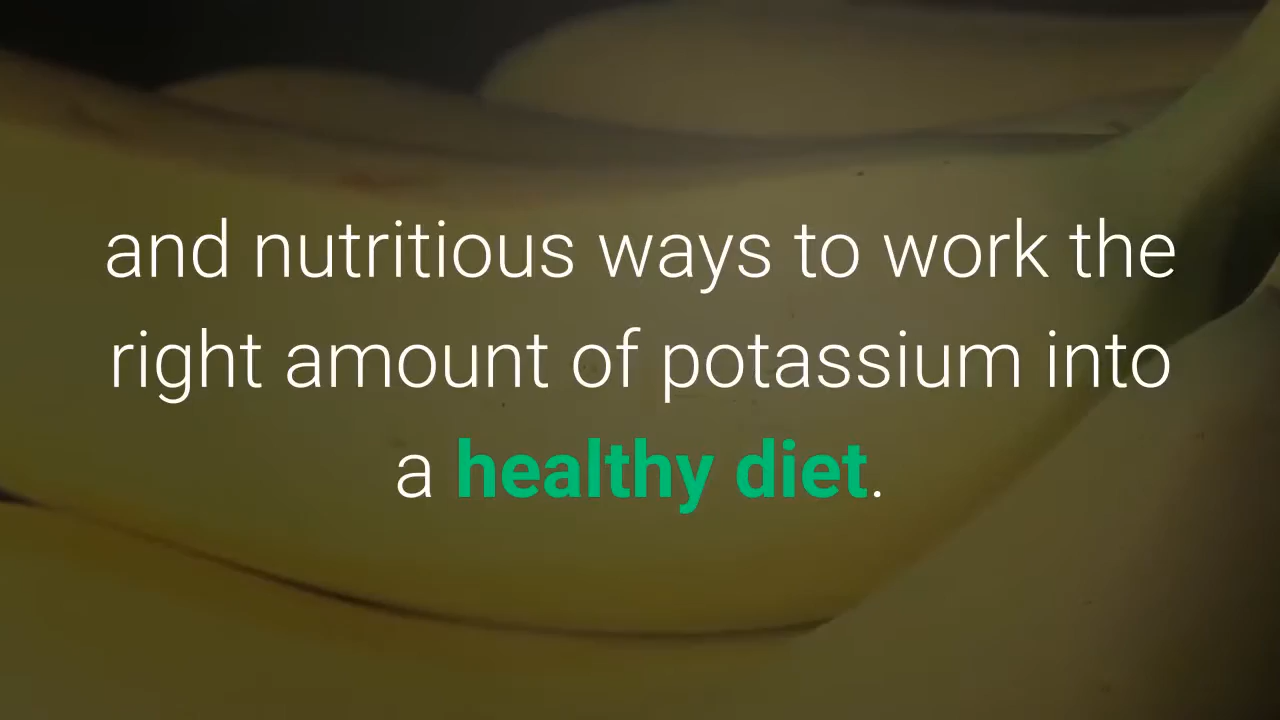 and nutritious ways to work the
right amount of potassium into
a healthy diet.